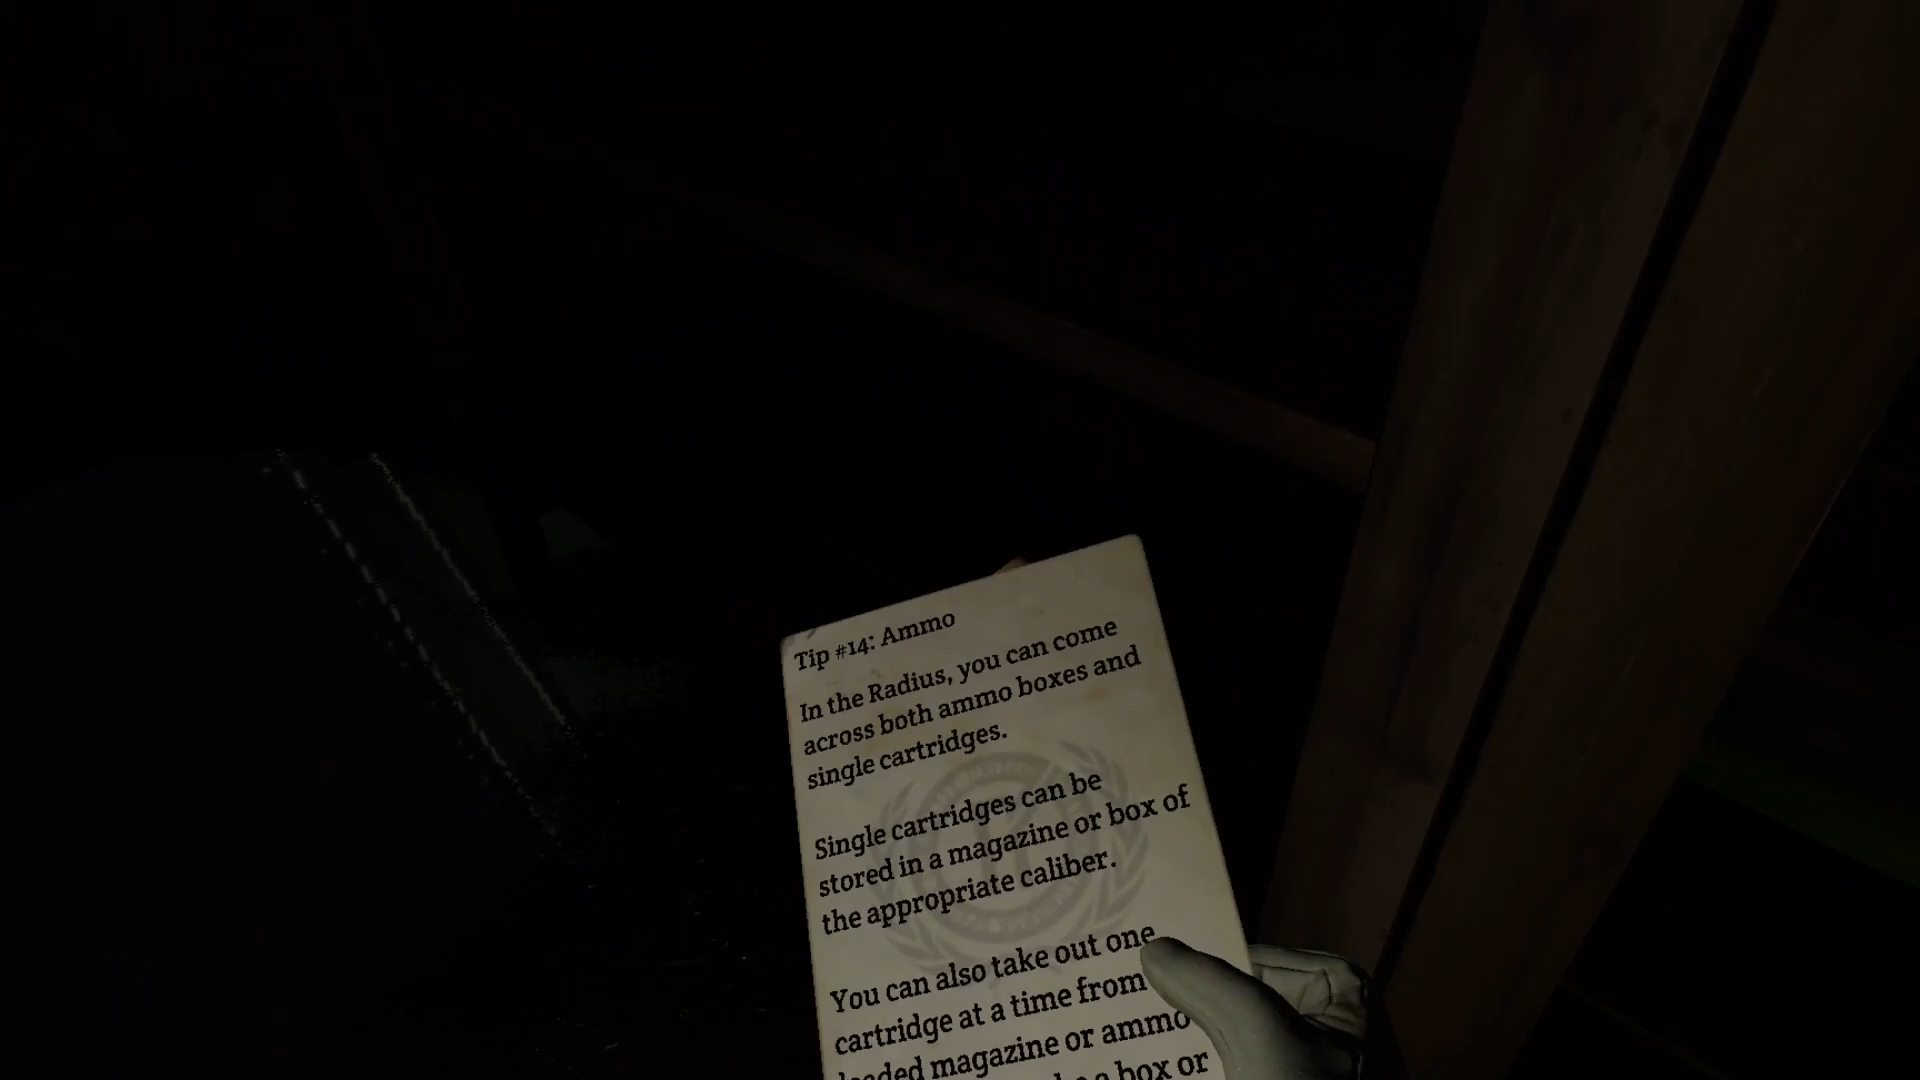 Tip #14: Ammo
In the Radius, you can come
across both ammo boxes and
single cartridges.
Single cartridges can be
stored in a magazine or box of
the appropriate caliber.
You can also take out one
cartridge at a time from
magazine or ammo
box or